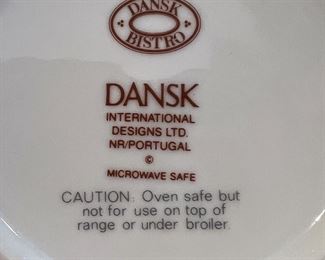 DANSK
BISTRO
DANSK
INTERNATIONAL
DESIGNS LTD.
NR/PORTUGAL
©
MICROWAVE SAFE
CAUTION: Oven safe but
not for use on top of
range or under broiler.